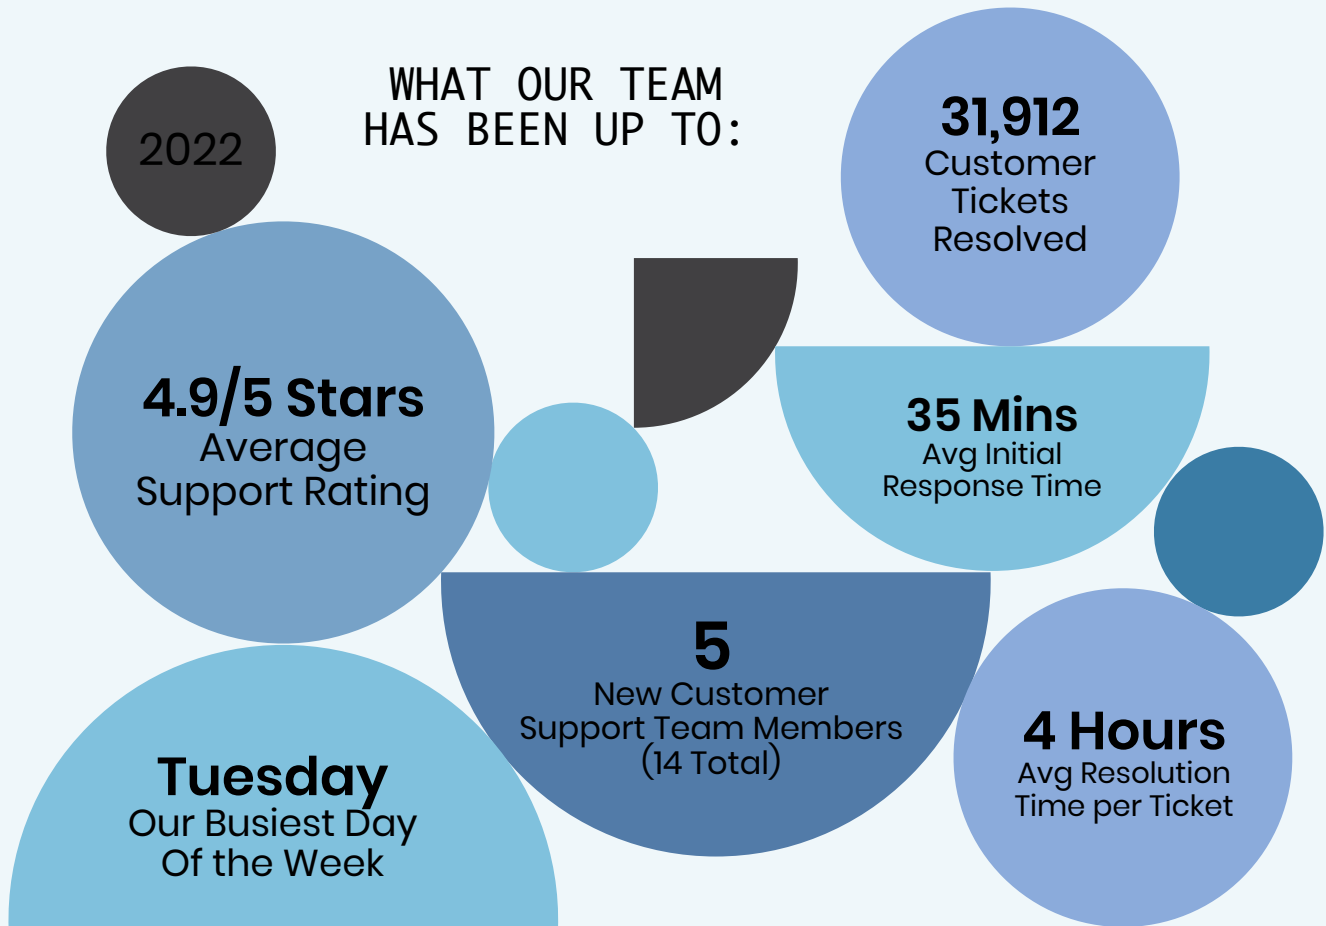 WHAT OUR TEAM
HAS BEEN UP TO:
2022
31,912
Customer
Tickets
Resolved
4.9/5 Stars
Average
Support Rating
35 Mins
Avg Initial
Response Time
5
New Customer
Support Team Members
(14 Total)
4 Hours
Avg Resolution
Time per Ticket
Tuesday
Our Busiest Day
Of the Week